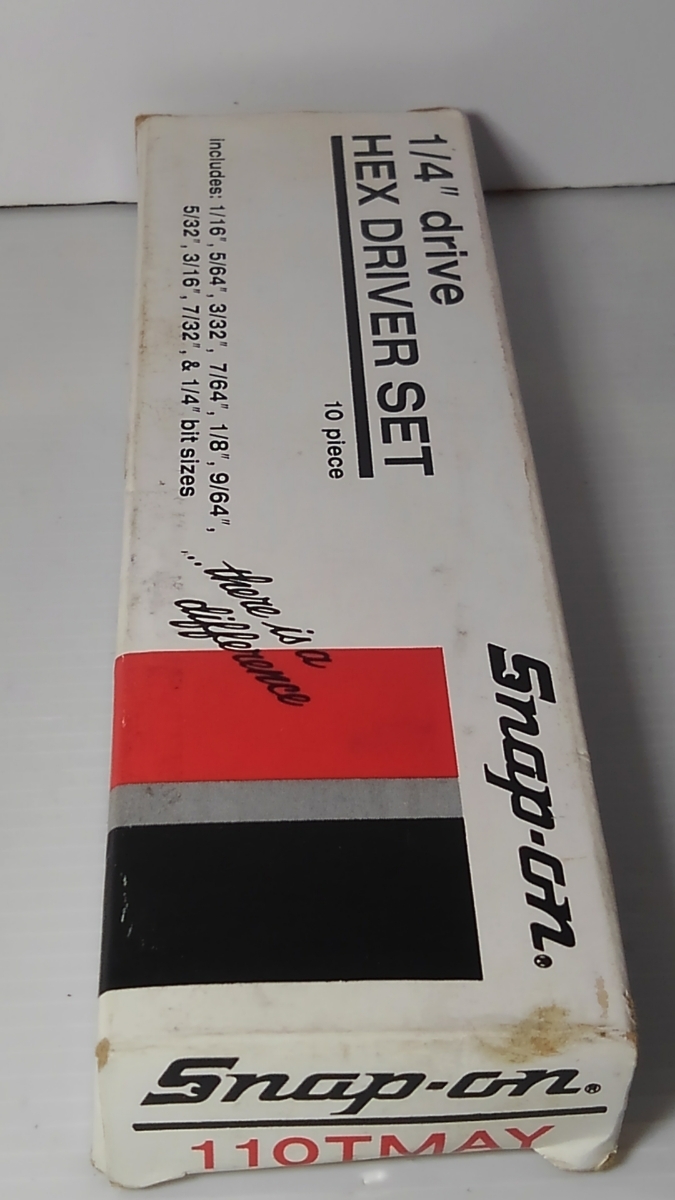 1/4" drive
HEX DRIVER SET
10 piece
includes: 1/16", 5/64", 3/32", 7/64", 1/8", 9/64",
5/32", 3/16", 7/32", & 1/4" bit sizes
...there is a
difference
Snap-on®
Snap-on®
110TMAY